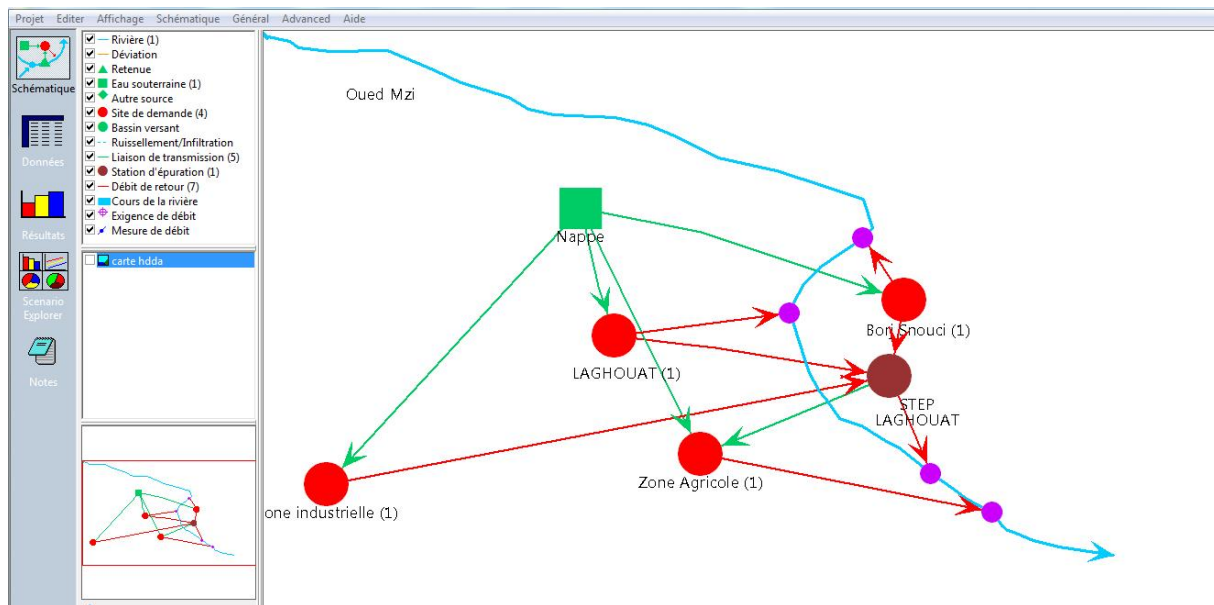 Projet Editer Affichage Schématique Général Advanced Aide
Schématique
Données
Résultats
Scenario
Explorer
Notes
Rivière (1)
Déviation
Retenue
Eau souterraine (1)
Autre source
Site de demande (4)
Bassin versant
Ruissellement/Infiltration
Liaison de transmission (5)
Station d'épuration (1)
Débit de retour (7)
Cours de la rivière
Exigence de débit
Mesure de débit
carte hdda
Oued Mzi
Nappe
Borj Snouci (1)
LAGHOUAT (1)
STEP
LAGHOUAT
Zone Agricole (1)
one industrielle (1)